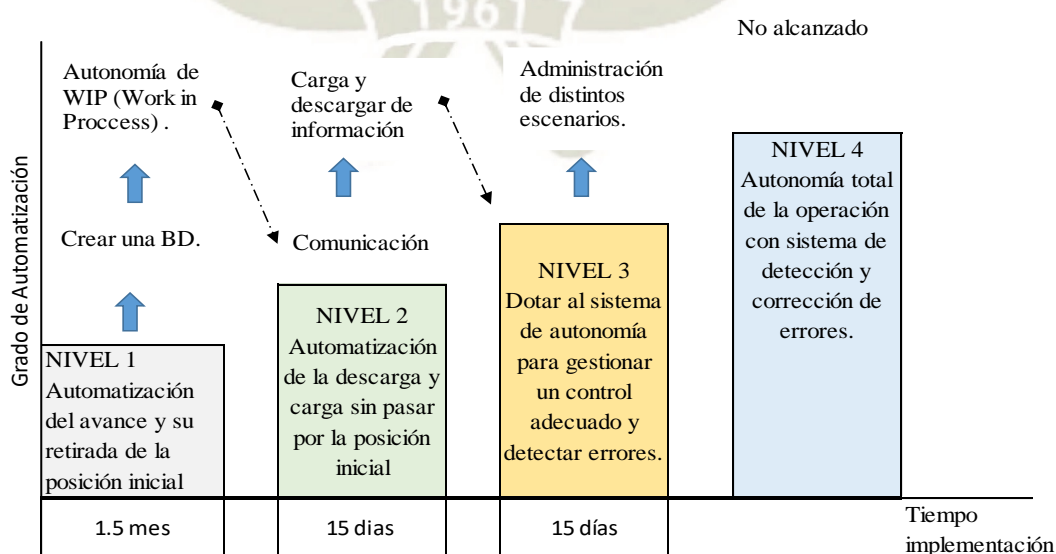 1961
No alcanzado
Autonomía de
WIP (Work in
Proccess) .
Carga y
descargar de
información
Administración
de distintos
escenarios.
Crear una BD.
Comunicación
Grado de Automatización
NIVEL 1
Automatización
del avance y su
retirada de la
posición inicial
NIVEL 2
Automatización
de la descarga y
carga sin pasar
por la posición
inicial
NIVEL 3
Dotar al sistema
de autonomía
para gestionar
un control
adecuado y
detectar errores.
NIVEL 4
Autonomía total
de la operación
con sistema de
detección y
corrección de
errores.
1.5 mes
15 dias
15 días
Tiempo
implementación